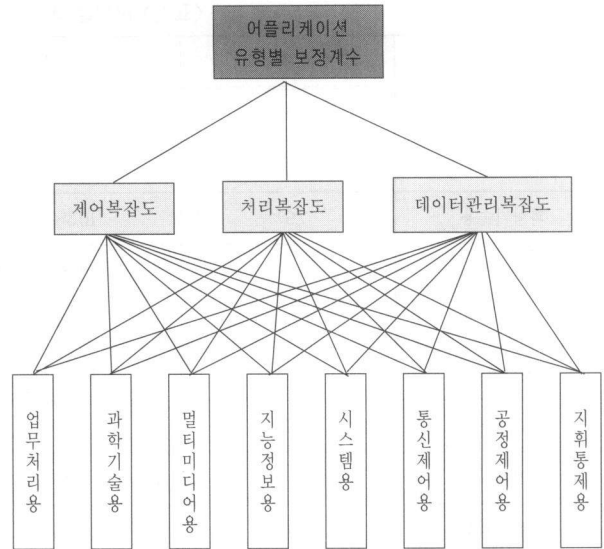 어플리케이션
유형별 보정계수
제어복잡도
처리복잡도
데이터관리복잡도
업무처리용
과학기술용
멀티미디어용
지능정보용
시스템용
통신제어용
공정제어용
지휘통제용